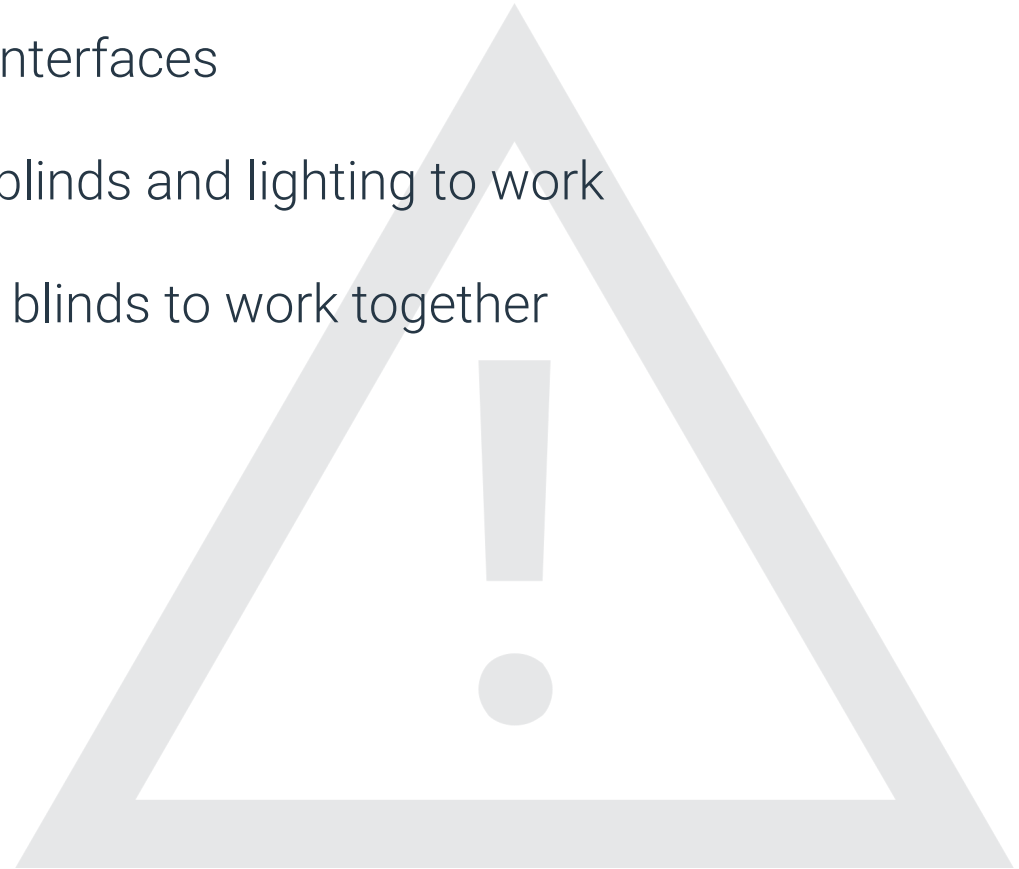 nterfaces
blinds and lighting to work
blinds to work together